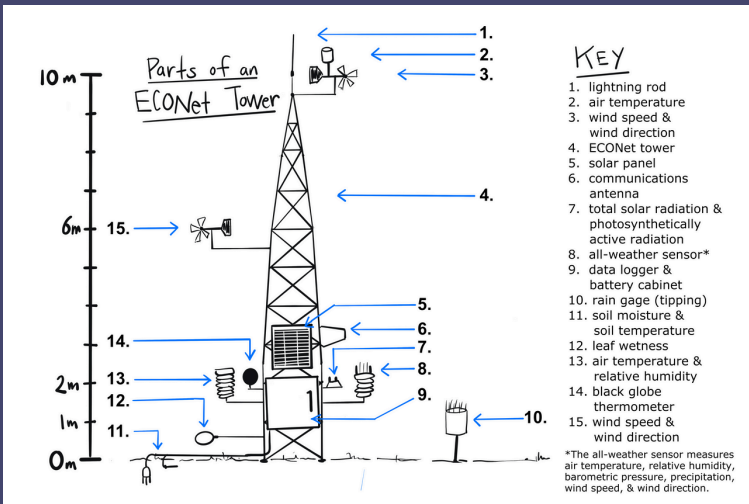 Parts of an
ECONet Tower
10m
6m
2m
1m
0m
1.
2.
3.
4.
15.
5.
6.
7.
8.
9.
10.
14.
13.
12.
11.
1
KEY
1. lightning rod
2. air temperature
3. wind speed &
wind direction
4. ECONet tower
5. solar panel
6. communications
antenna
7. total solar radiation &
photosynthetically
active radiation
8. all-weather sensor*
9. data logger &
battery cabinet
10. rain gage (tipping)
11. soil moisture &
soil temperature
12. leaf wetness
13. air temperature &
relative humidity
14. black globe
thermometer
15. wind speed &
wind direction
*The all-weather sensor measures
air temperature, relative humidity,
barometric pressure, precipitation,
wind speed, & wind direction.